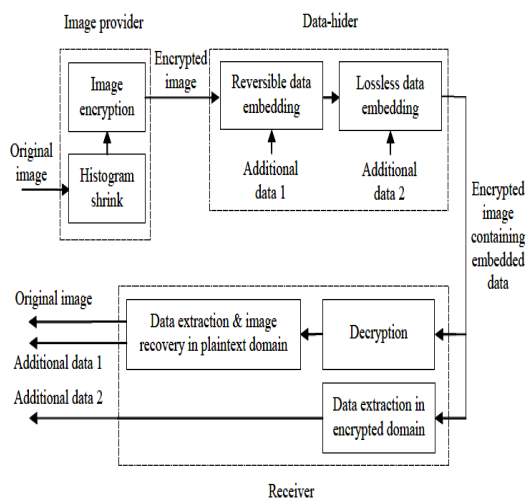 Image provider
Data-hider
Image
encryption
Encrypted
image
Reversible data
embedding
Lossless data
embedding
Original
image
Histogram
shrink
Additional
data 1
Additional
data 2
Encrypted
image
containing
embedded
data
Original image
Additional data 1
Additional data 2
Data extraction & image
recovery in plaintext domain
Decryption
Data extraction in
encrypted domain
Receiver